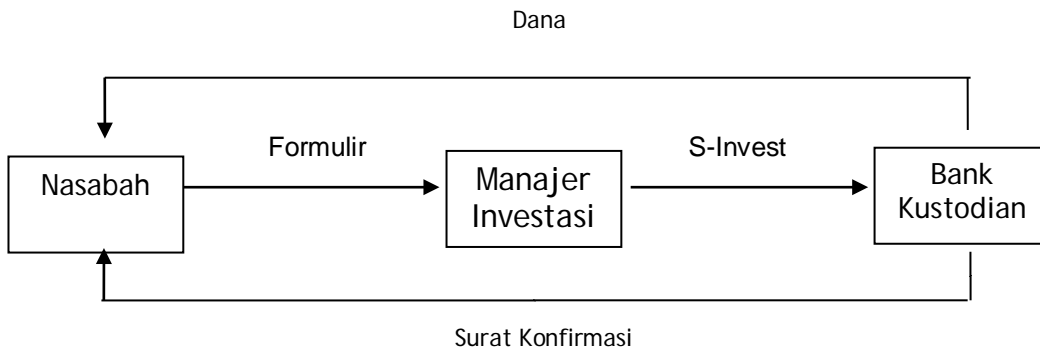 Dana
Formulir
S-Invest
Nasabah
Manajer
Investasi
Bank
Kustodian
Surat Konfirmasi